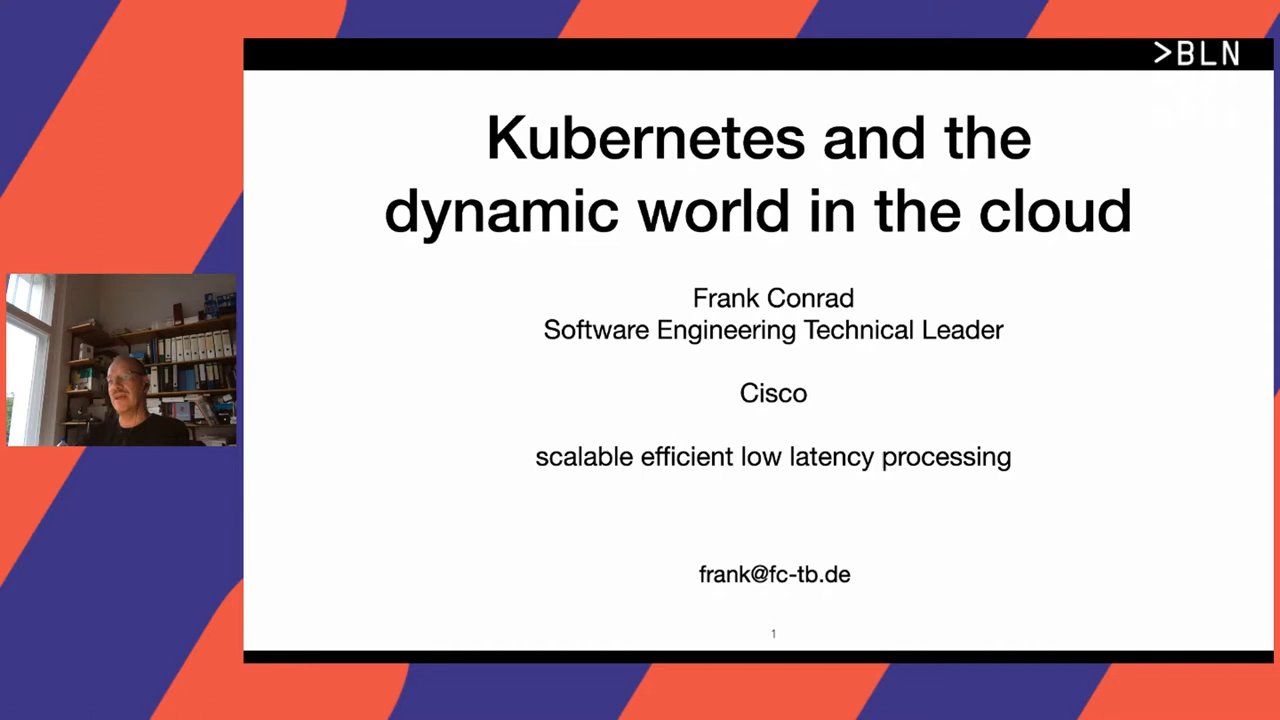 >BLN
Kubernetes and the
dynamic world in the cloud
Frank Conrad
Software Engineering Technical Leader
Cisco
scalable efficient low latency processing
frank@fc-tb.de
1